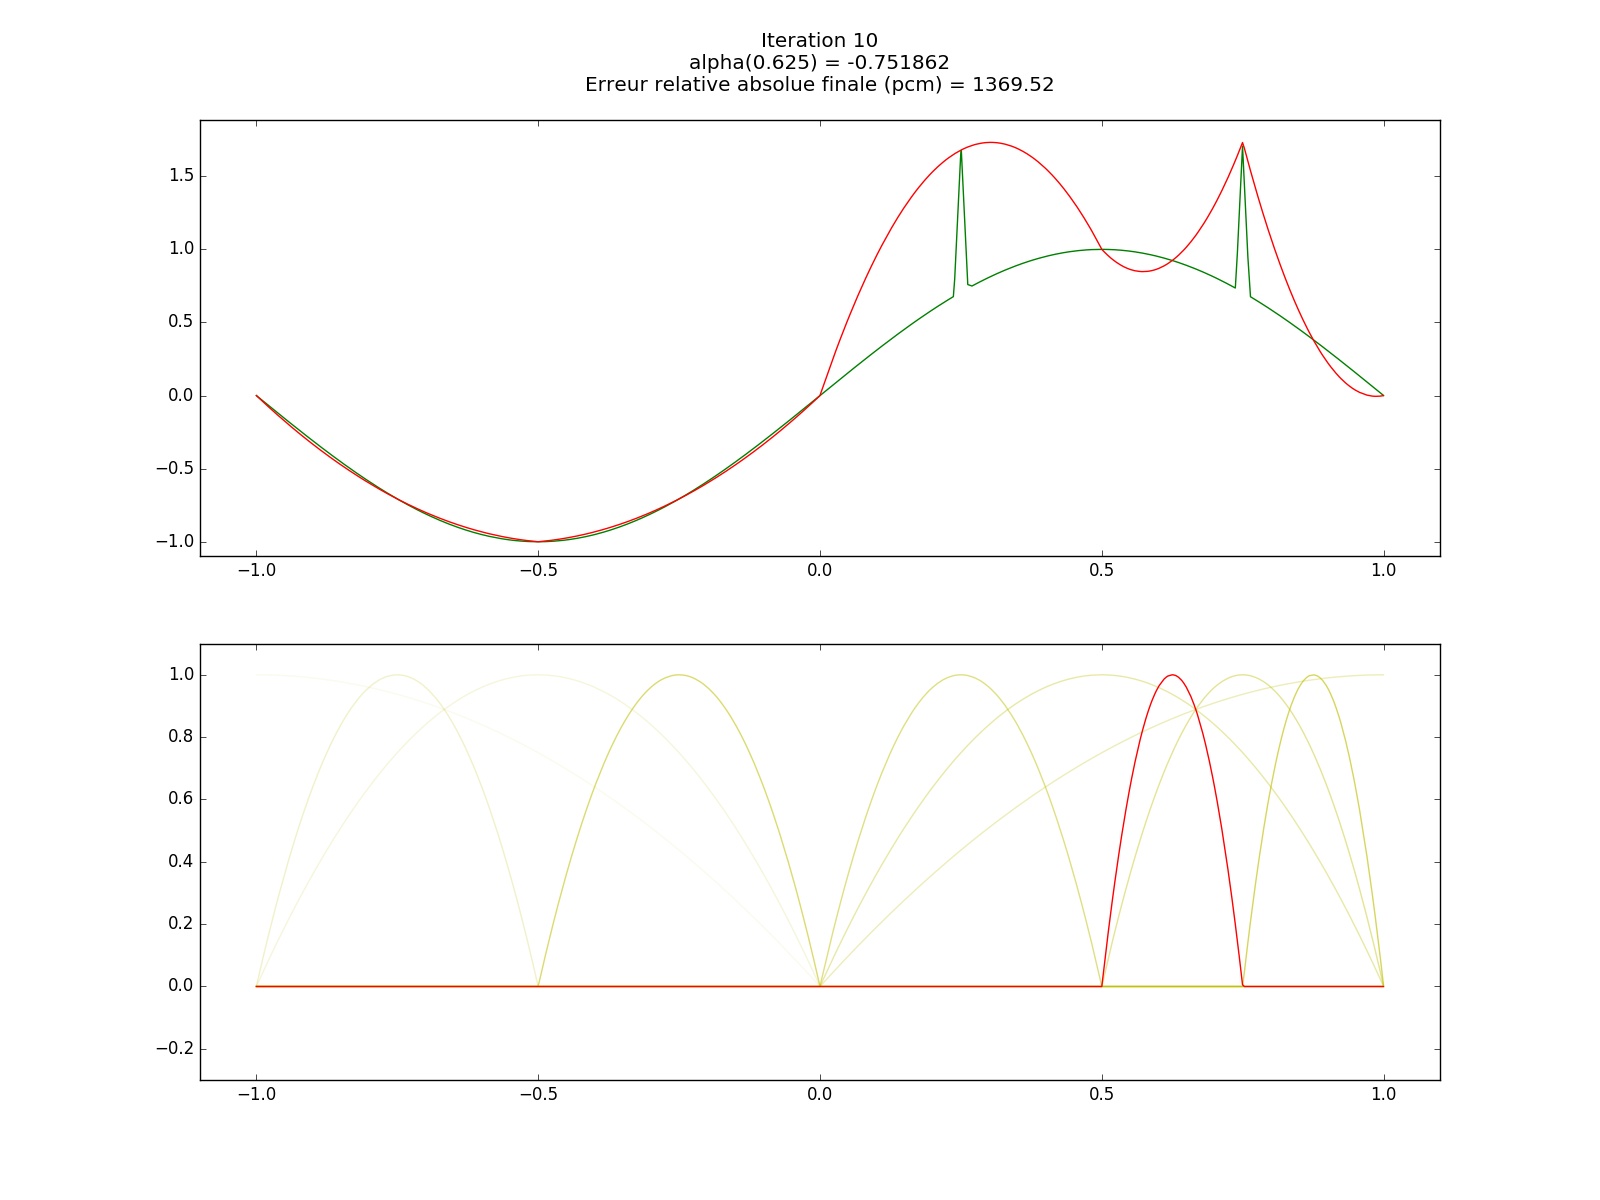 Iteration 10
alpha(0.625) = -0.751862
Erreur relative absolue finale (pcm) = 1369.52
1.5
1.0
0.5
0.0
−0.5
−1.0
−1.0 −0.5 0.0 0.5 1.0
1.0
0.8
0.6
0.4
0.2
0.0
−0.2
−1.0 −0.5 0.0 0.5 1.0